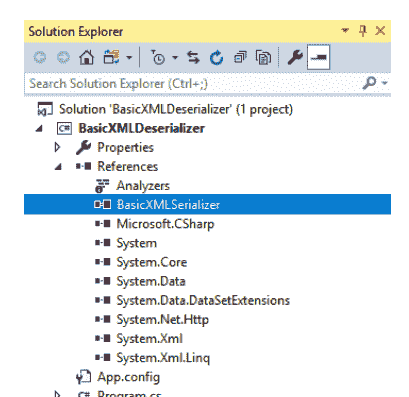 Solution Explorer
Search Solution Explorer (Ctrl+;)
Solution 'BasicXMLDeserializer' (1 project)
C# BasicXMLDeserializer
Properties
References
Analyzers
BasicXMLSerializer
Microsoft.CSharp
System
System.Core
System.Data
System.Data.DataSetExtensions
System.Net.Http
System.Xml
System.Xml.Linq
App.config
C# Program.cs